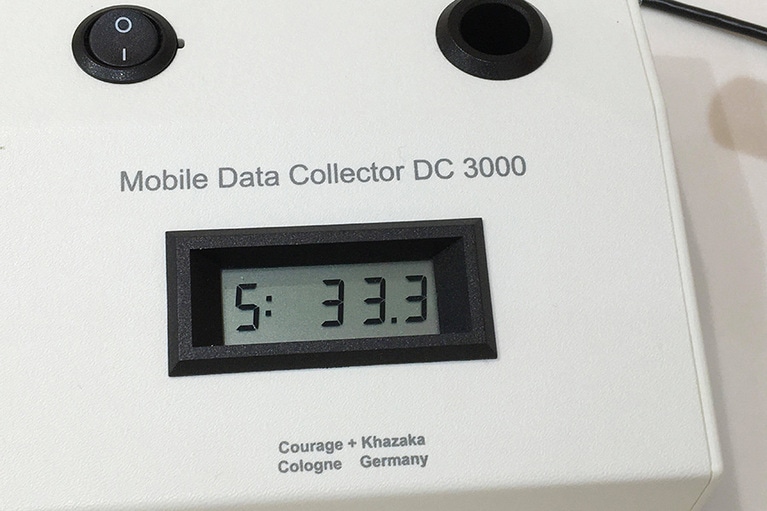 O
I
Mobile Data Collector DC 3000
5: 33.3
Courage + Khazaka
Cologne Germany